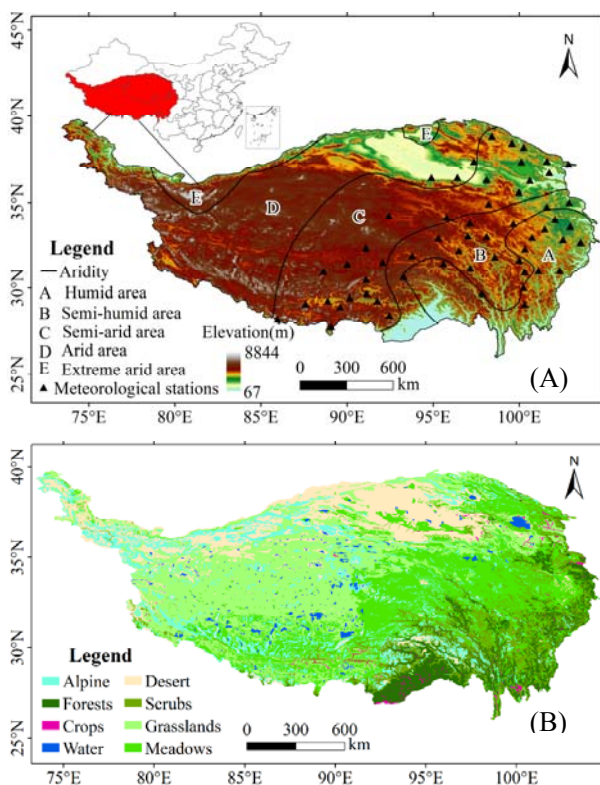 45°N
N
40°N
E
35°N
E
D
C
Legend
B
A
Aridity
A Humid area
30°N
B Semi-humid area
C Semi-arid area
Elevation(m)
D Arid area
8844
0 300 600
E Extreme arid area
km
25°N
Meteorological stations
67
(A)
75°E 80°E 85°E 90°E 95°E 100°E
N
40°N
35°N
30°N
Legend
Alpine Desert
Forests Scrubs
Crops Grasslands
0 300 600
Water Meadows
km
25°N
(B)
75°E 80°E 85°E 90°E 95°E 100°E